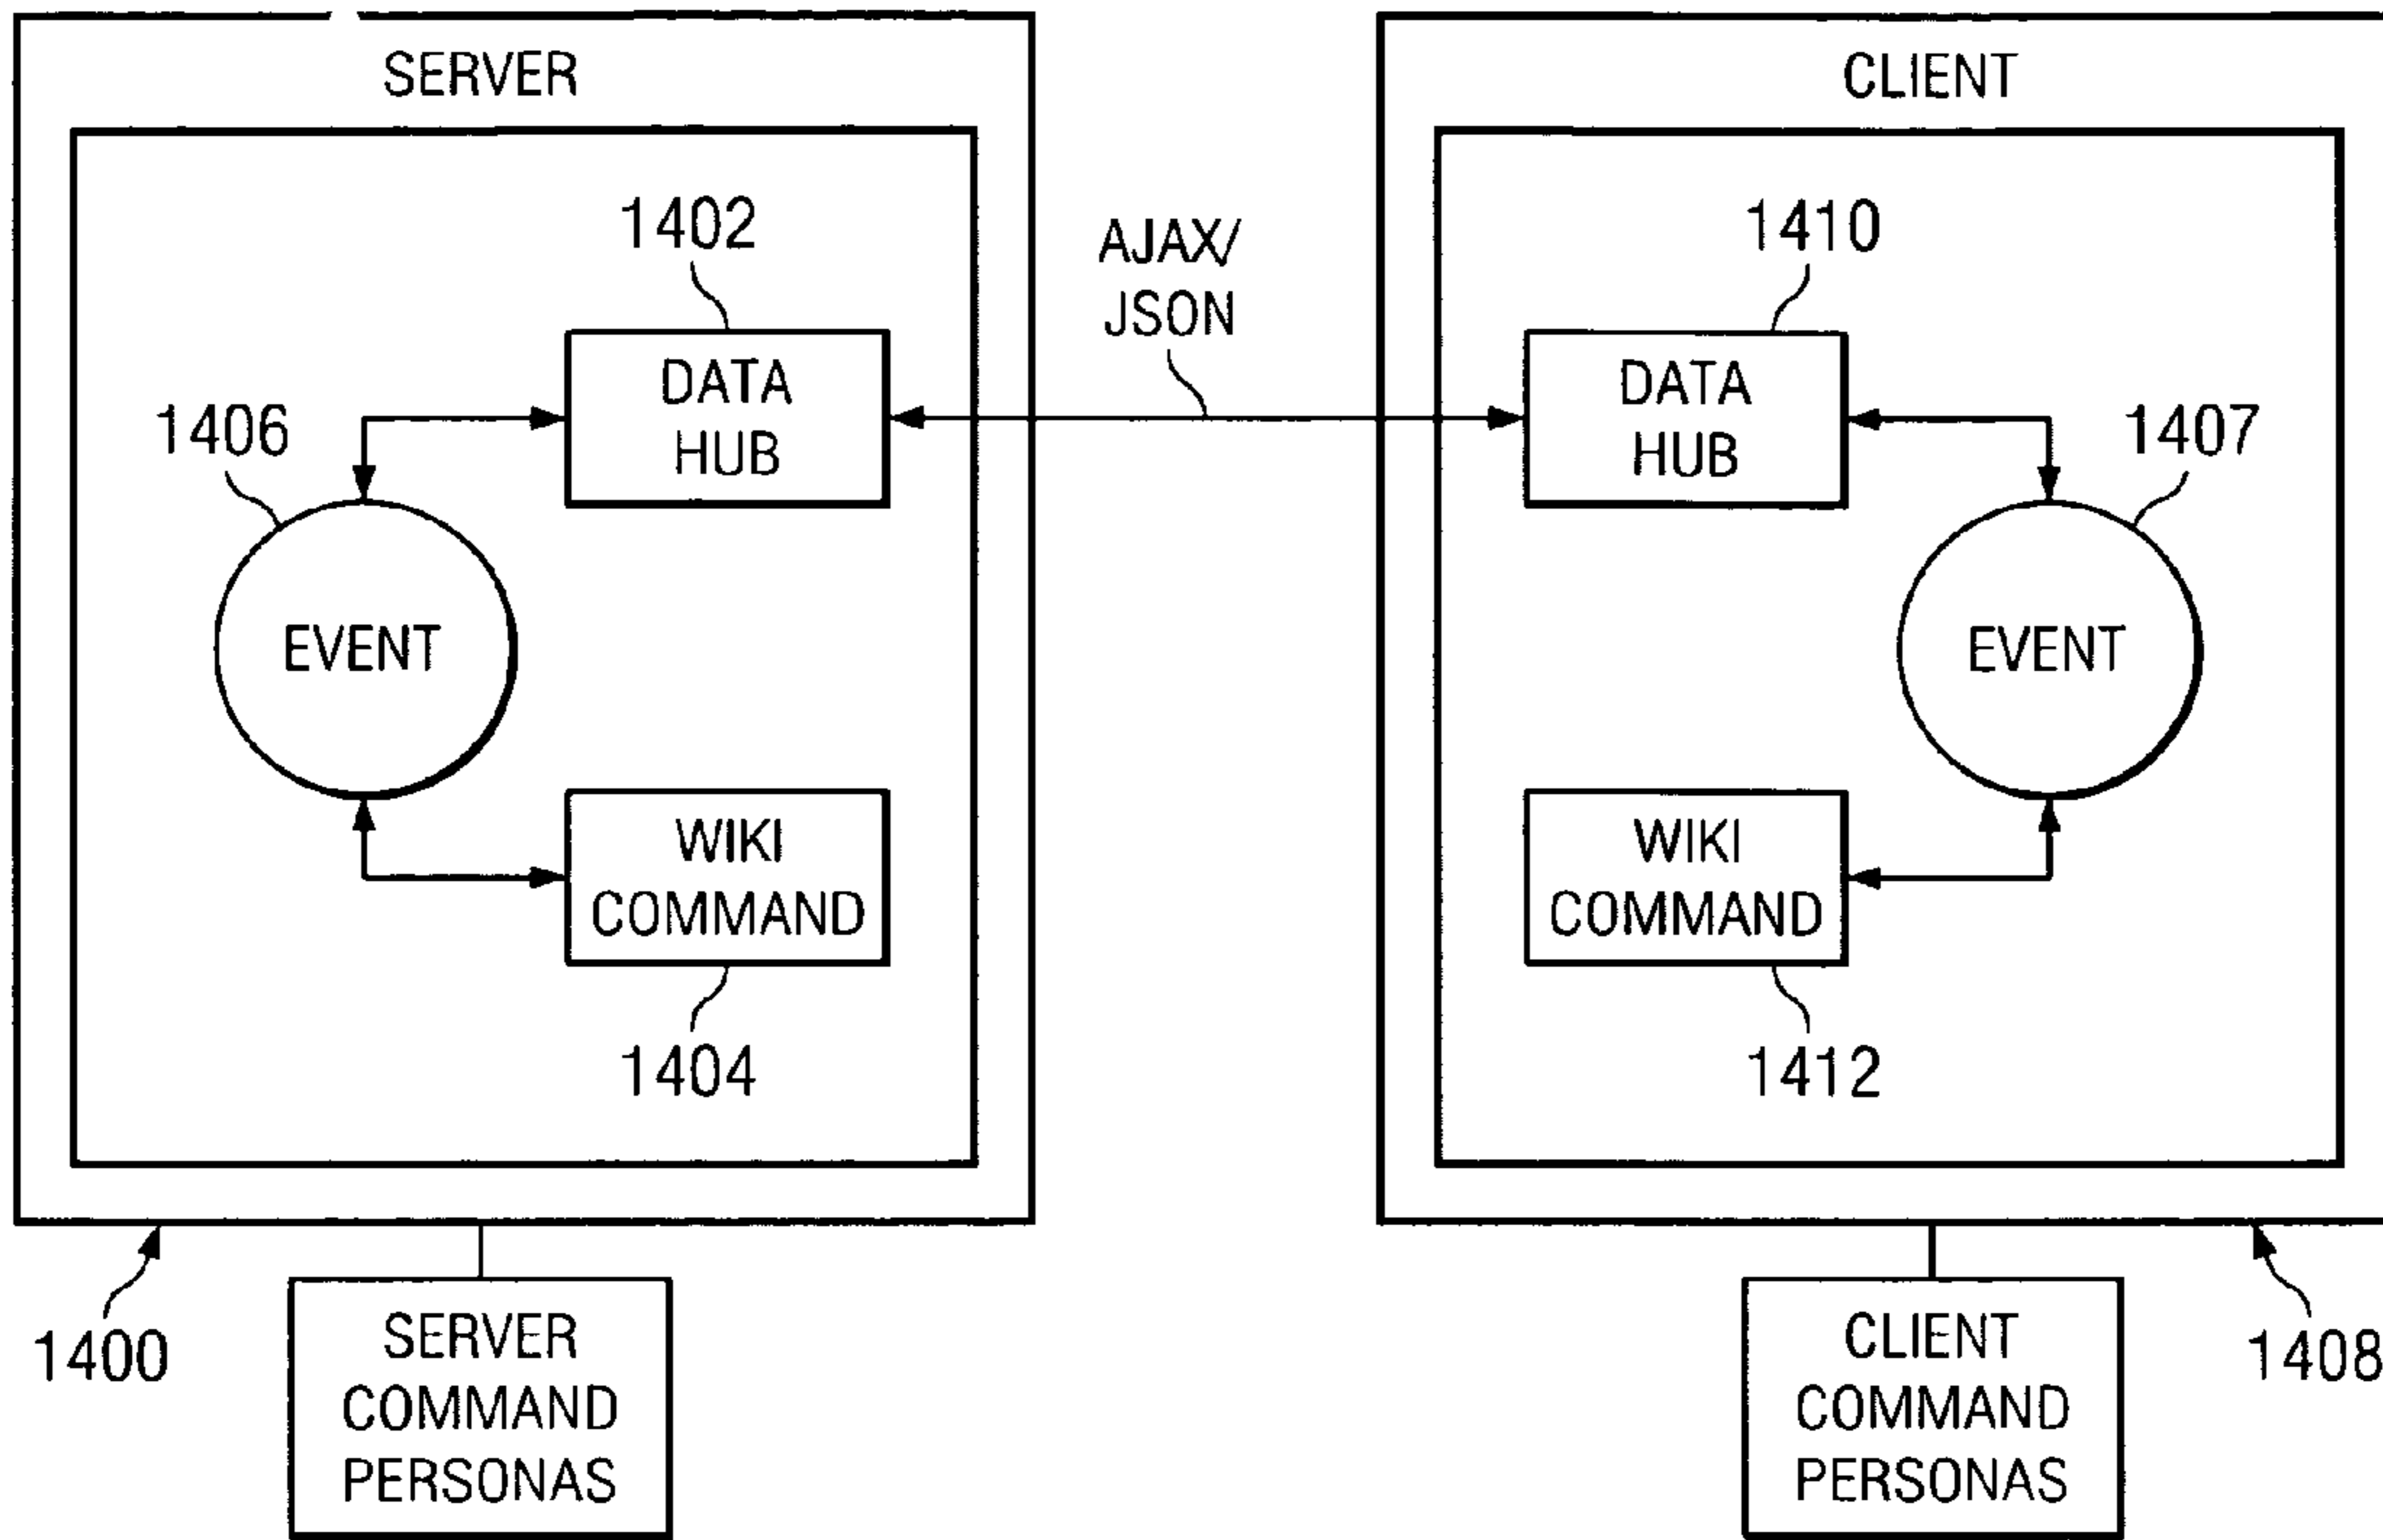 SERVER
1402
DATA
HUB
1406
EVENT
WIKI
COMMAND
1404
1400
SERVER
COMMAND
PERSONAS
AJAX/
JSON
CLIENT
1410
DATA
HUB
1407
EVENT
WIKI
COMMAND
1412
1408
CLIENT
COMMAND
PERSONAS